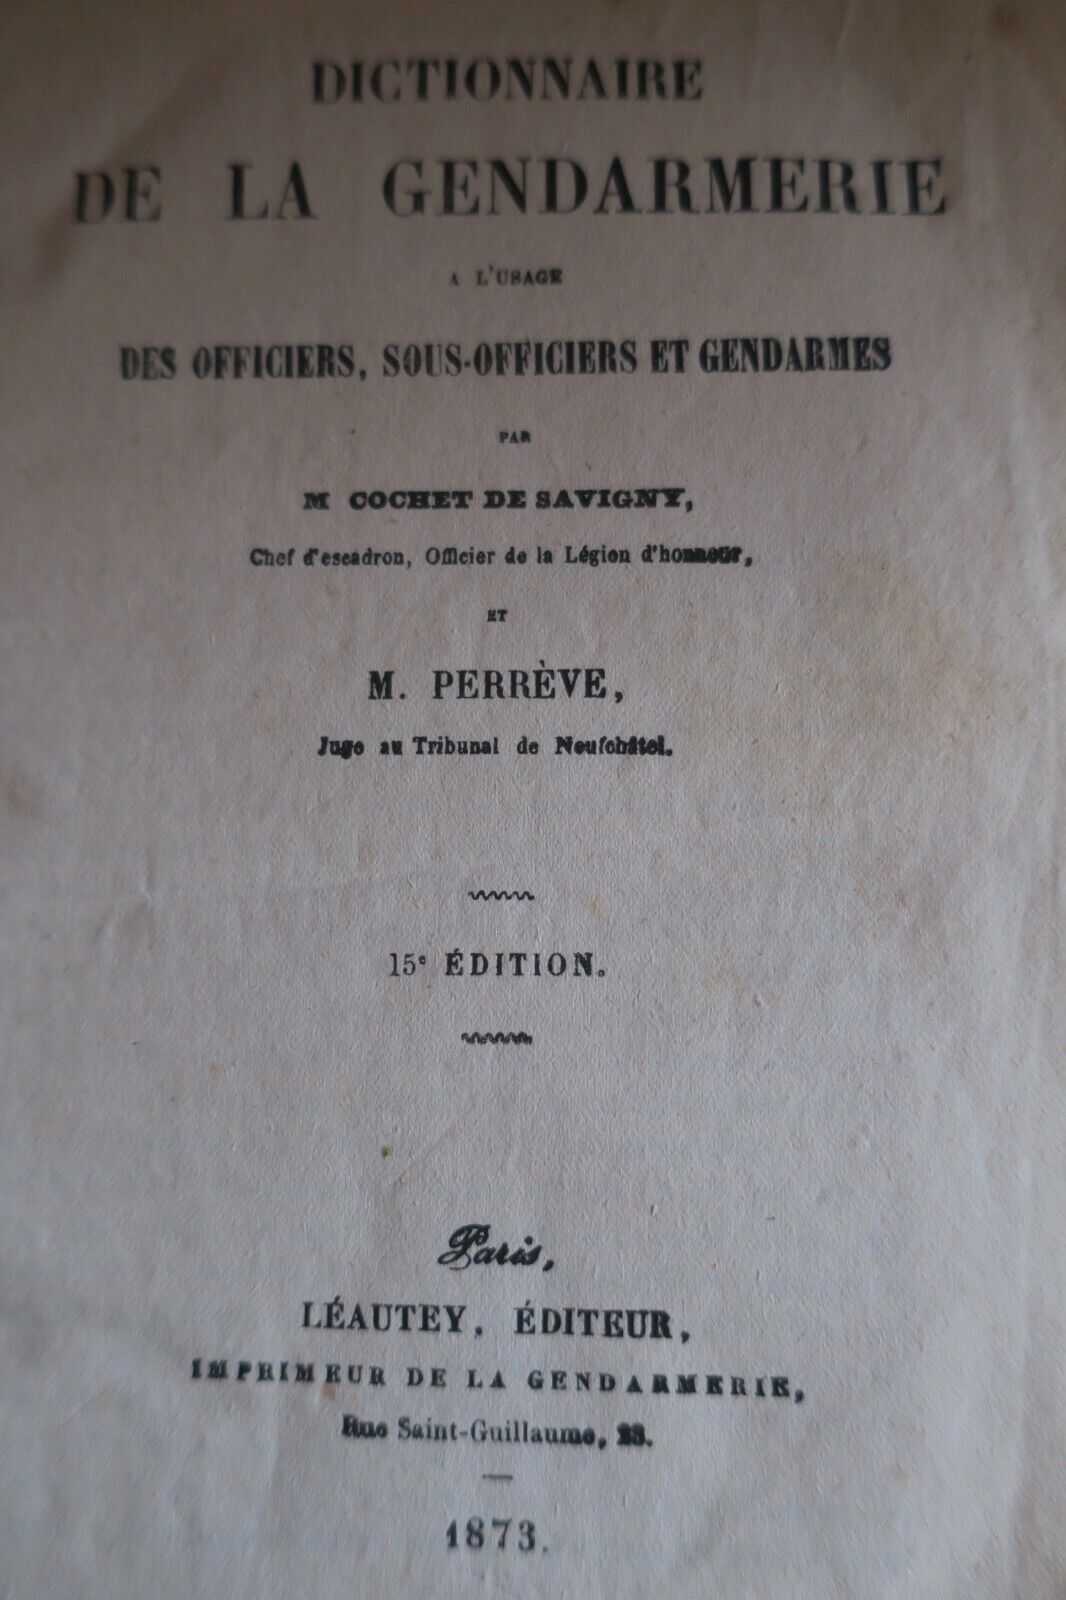 DICTIONNAIRE
DE LA GENDARMERIE
A L'USAGE
DES OFFICIERS, SOUS-OFFICIERS ET GENDARMES
PAR
M COCHET DE SAVIGNY,
Chef d'escadron, Officier de la Légion d'honneur,
ET
M. PERRÈVE,
Juge au Tribunal de Neufchâtel.
15e ÉDITION.
Paris,
LÉAUTEY, ÉDITEUR,
IMPRIMEUR DE LA GENDARMERIE,
Rue Saint-Guillaume, 23.
1873.